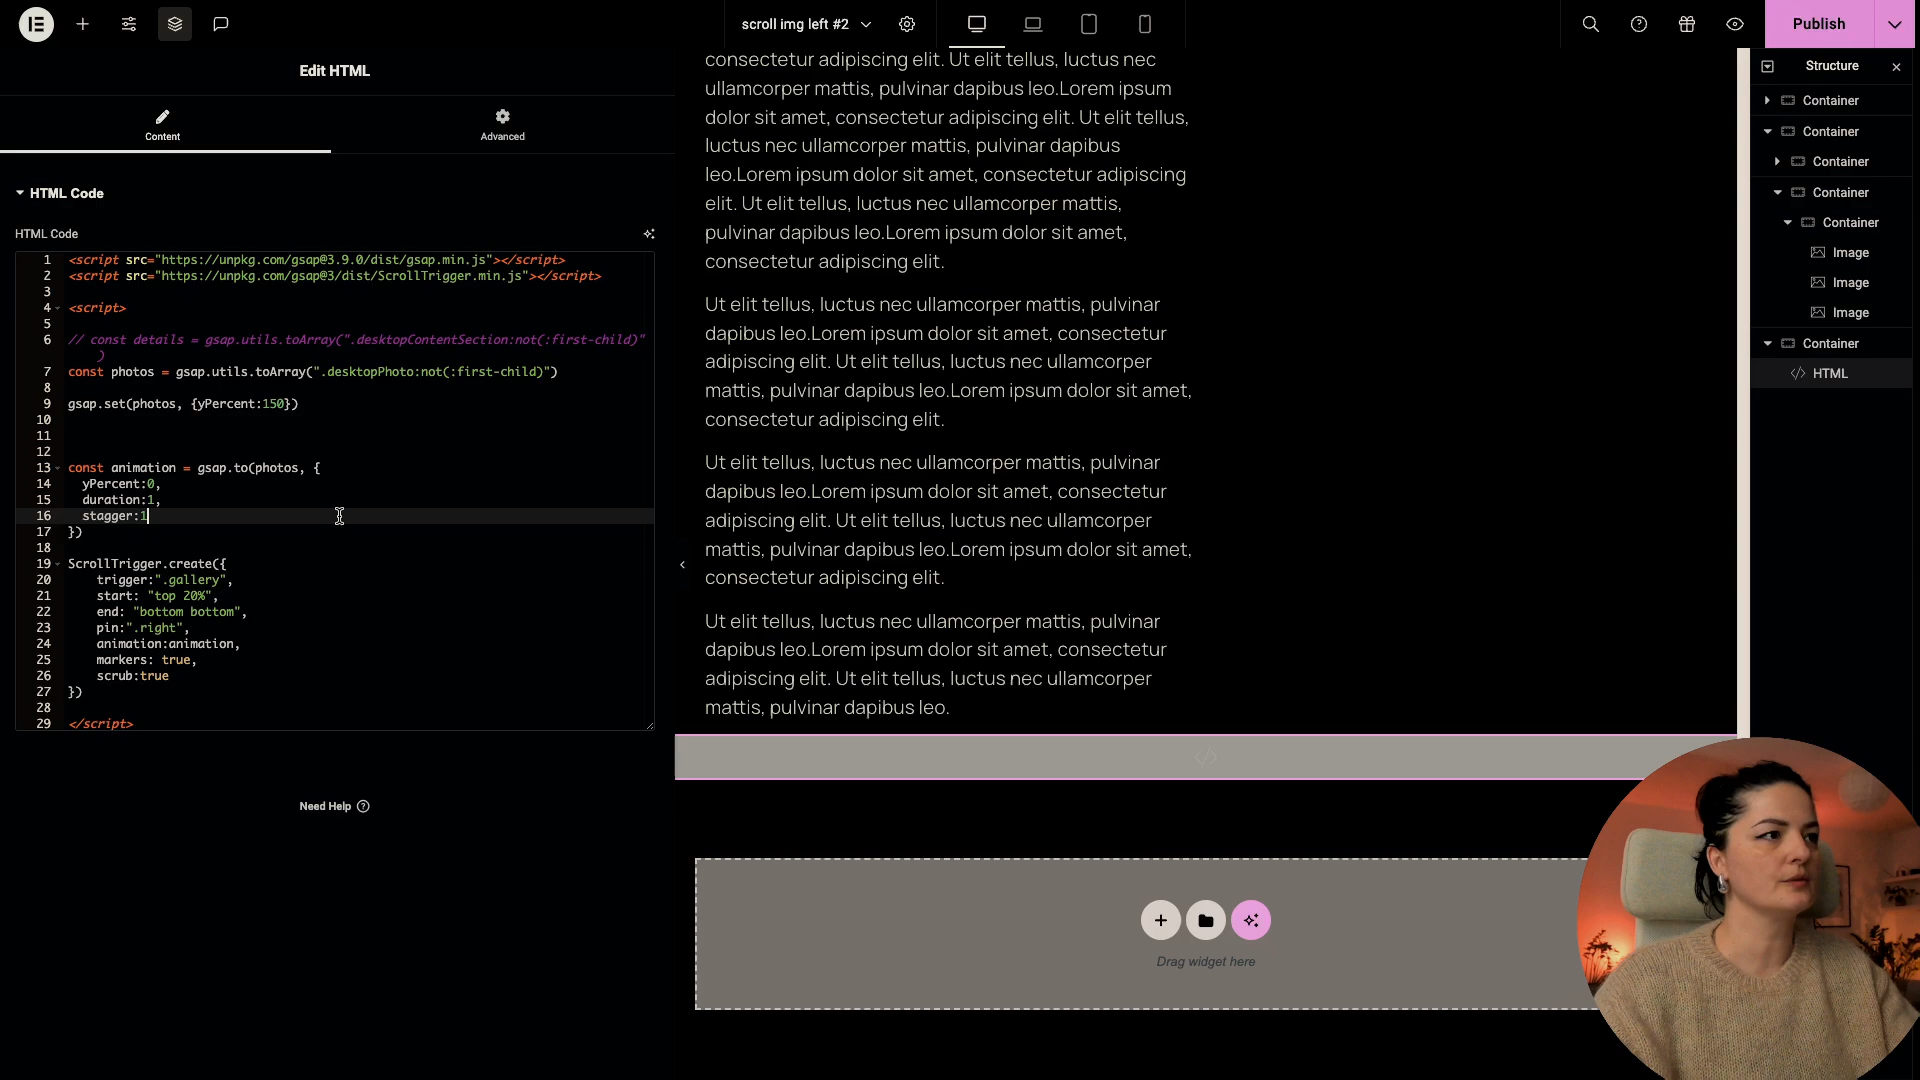 scroll img left #2
Publish
Edit HTML
Content
Advanced
HTML Code
HTML Code
1 <script src="https://unpkg.com/gsap@3.9.0/dist/gsap.min.js"></script>
2 <script src="https://unpkg.com/gsap@3/dist/ScrollTrigger.min.js"></script>
3
4 <script>
5
6 // const details = gsap.utils.toArray(".desktopContentSection:not(:first-child)"
)
7 const photos = gsap.utils.toArray(".desktopPhoto:not(:first-child)")
8
9 gsap.set(photos, {yPercent:150})
10
11
12
13 const animation = gsap.to(photos, {
14 yPercent:0,
15 duration:1,
16 stagger:1
17 })
18
19 ScrollTrigger.create({
20 trigger:".gallery",
21 start: "top 20%",
22 end: "bottom bottom",
23 pin:".right",
24 animation:animation,
25 markers: true,
26 scrub:true
27 })
28
29 </script>
Need Help
consectetur adipiscing elit. Ut elit tellus, luctus nec
ullamcorper mattis, pulvinar dapibus leo.Lorem ipsum
dolor sit amet, consectetur adipiscing elit. Ut elit tellus,
luctus nec ullamcorper mattis, pulvinar dapibus
leo.Lorem ipsum dolor sit amet, consectetur adipiscing
elit. Ut elit tellus, luctus nec ullamcorper mattis,
pulvinar dapibus leo.Lorem ipsum dolor sit amet,
consectetur adipiscing elit.
Ut elit tellus, luctus nec ullamcorper mattis, pulvinar
dapibus leo.Lorem ipsum dolor sit amet, consectetur
adipiscing elit. Ut elit tellus, luctus nec ullamcorper
mattis, pulvinar dapibus leo.Lorem ipsum dolor sit amet,
consectetur adipiscing elit.
Ut elit tellus, luctus nec ullamcorper mattis, pulvinar
dapibus leo.Lorem ipsum dolor sit amet, consectetur
adipiscing elit. Ut elit tellus, luctus nec ullamcorper
mattis, pulvinar dapibus leo.Lorem ipsum dolor sit amet,
consectetur adipiscing elit.
Ut elit tellus, luctus nec ullamcorper mattis, pulvinar
dapibus leo.Lorem ipsum dolor sit amet, consectetur
adipiscing elit. Ut elit tellus, luctus nec ullamcorper
mattis, pulvinar dapibus leo.
Drag widget here
Structure
Container
Container
Container
Container
Container
Image
Image
Image
Container
HTML